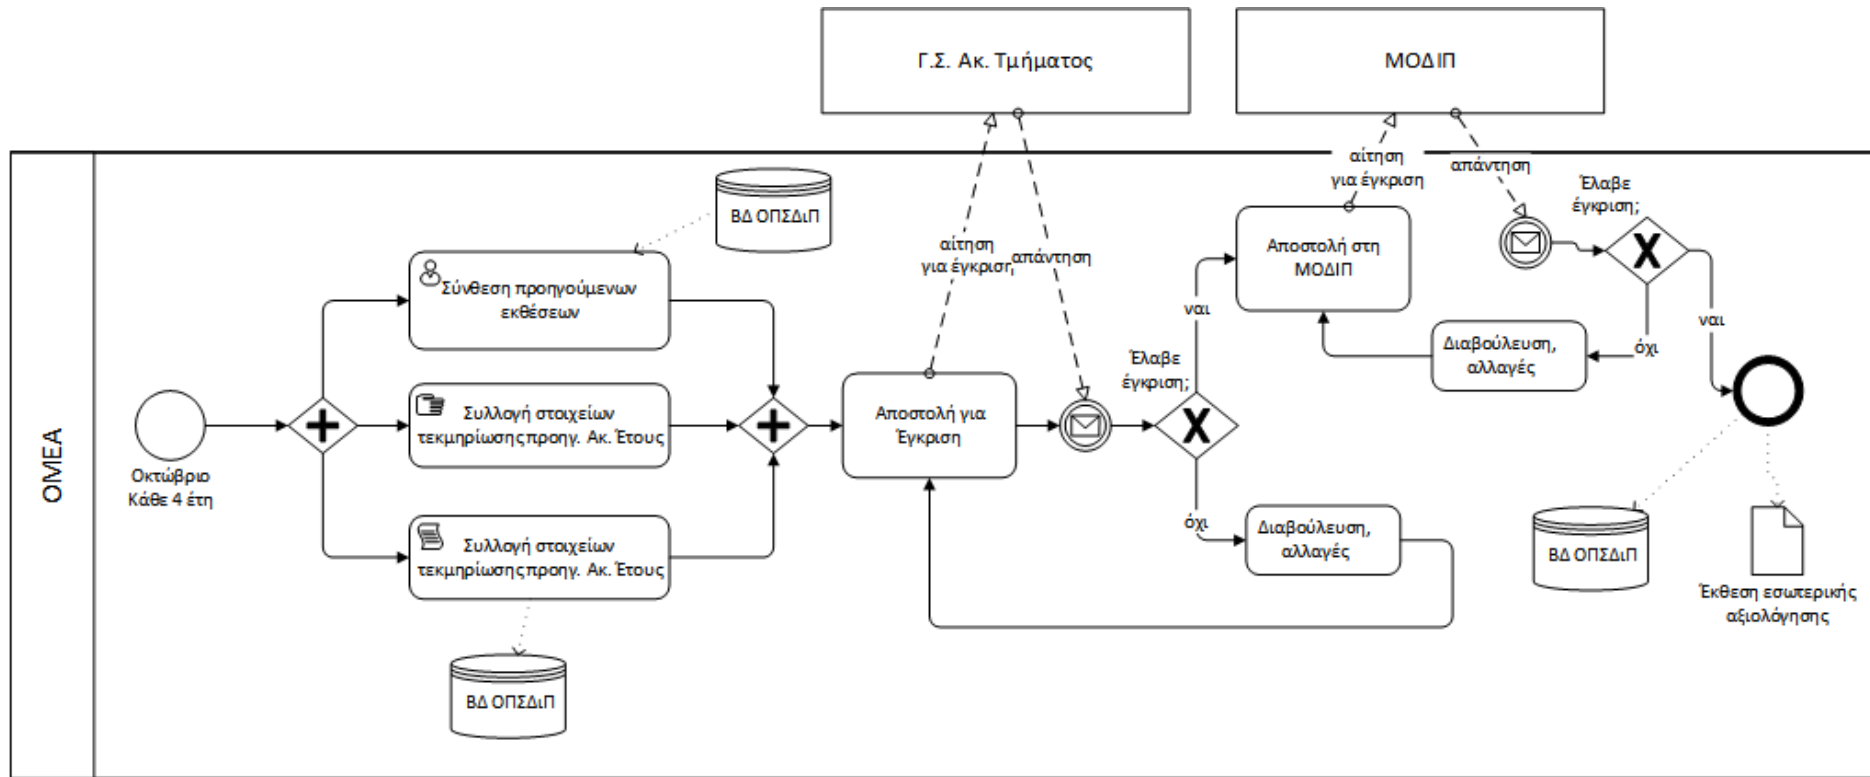 Γ.Σ. Ακ. Τμήματος
ΜΟΔΙΠ
ΟΜΕΑ
Οκτώβριο
Κάθε 4 έτη
ΒΔ ΟΠΣΔιΠ
Σύνθεση προηγούμενων
εκθέσεων
Συλλογή στοιχείων
τεκμηρίωσης προηγ. Ακ. Έτους
Συλλογή στοιχείων
τεκμηρίωσης προηγ. Ακ. Έτους
ΒΔ ΟΠΣΔιΠ
Αποστολή για
Έγκριση
αίτηση
για έγκριση
απάντηση
Έλαβε
έγκριση;
ναι
όχι
Διαβούλευση,
αλλαγές
Αποστολή στη
ΜΟΔΙΠ
αίτηση
για έγκριση
απάντηση
Έλαβε
έγκριση;
όχι
ναι
Διαβούλευση,
αλλαγές
ΒΔ ΟΠΣΔιΠ
Έκθεση εσωτερικής
αξιολόγησης